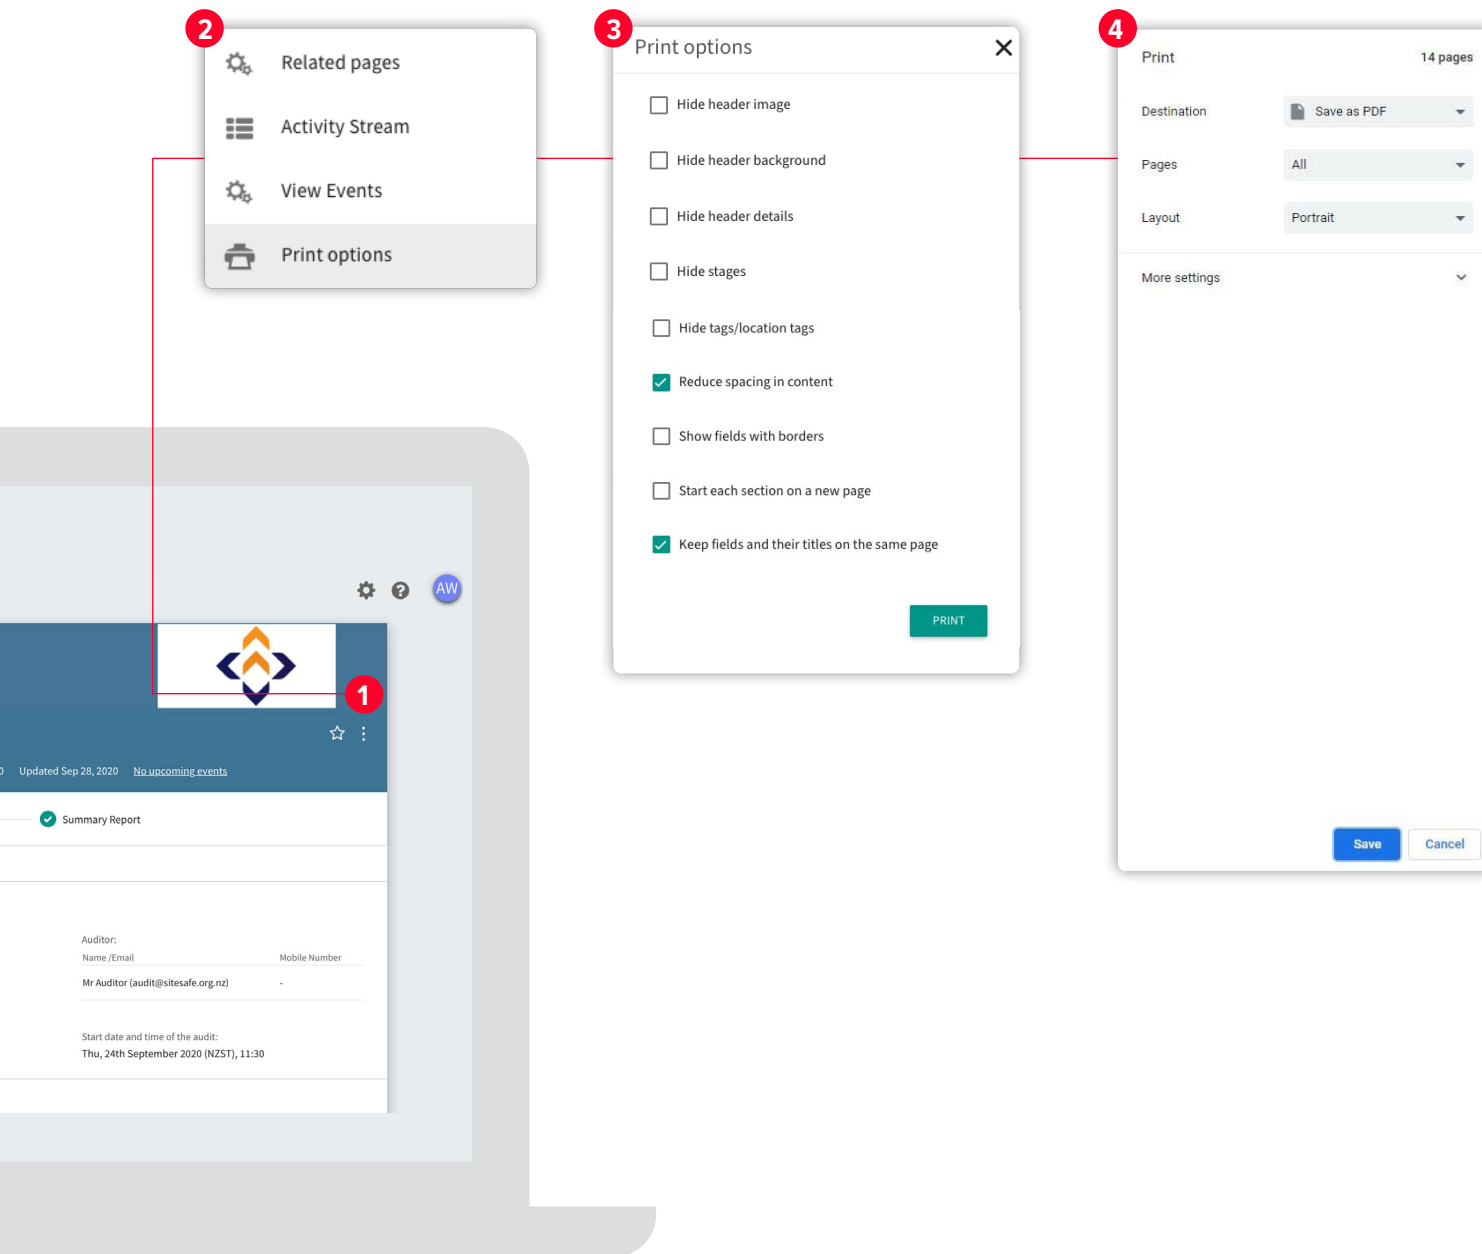 2
Related pages
Activity Stream
View Events
Print options
3
Print options
Hide header image
Hide header background
Hide header details
Hide stages
Hide tags/location tags
Reduce spacing in content
Show fields with borders
Start each section on a new page
Keep fields and their titles on the same page
PRINT
4
Print 14 pages
Destination Save as PDF
Pages All
Layout Portrait
More settings
Save Cancel
AW
1
0 Updated Sep 28, 2020 No upcoming events
Summary Report
Auditor:
Name /Email Mobile Number
Mr Auditor (audit@sitesafe.org.nz) -
Start date and time of the audit:
Thu, 24th September 2020 (NZST), 11:30